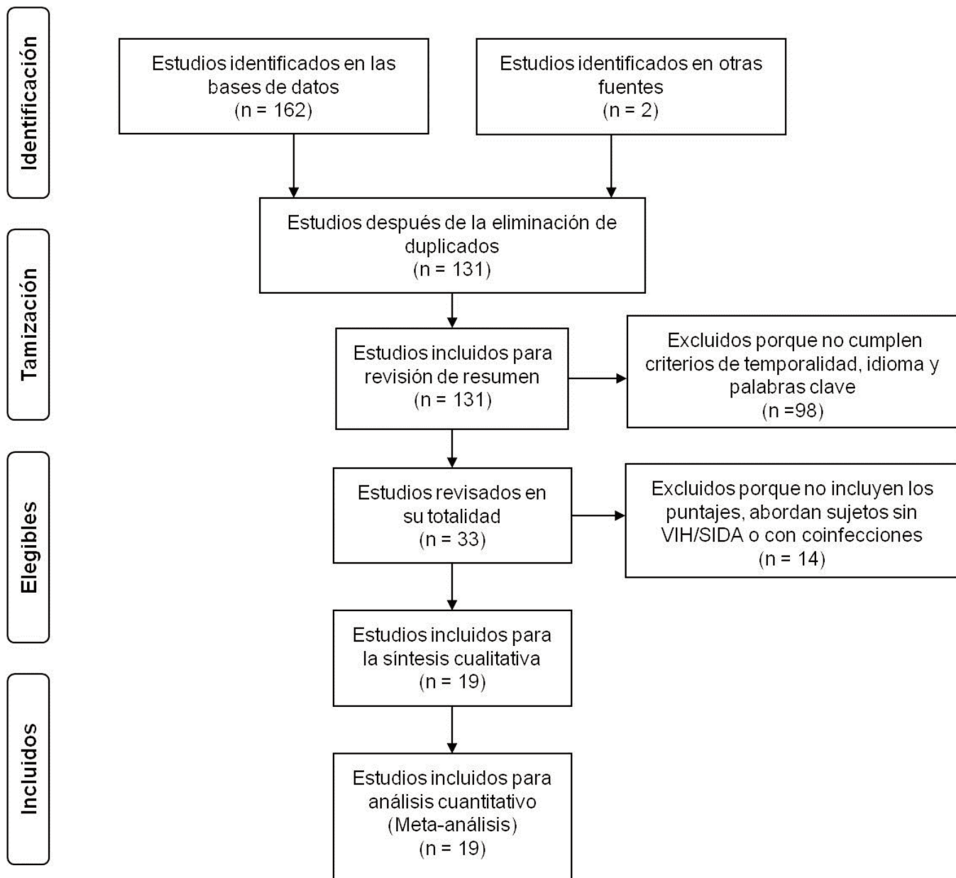 Identificación
Estudios identificados en las
bases de datos
(n = 162)
Estudios identificados en otras
fuentes
(n = 2)
Tamización
Estudios después de la eliminación de
duplicados
(n = 131)
Estudios incluidos para
revisión de resumen
(n = 131)
Excluidos porque no cumplen
criterios de temporalidad, idioma y
palabras clave
(n =98)
Elegibles
Estudios revisados en
su totalidad
(n = 33)
Excluidos porque no incluyen los
puntajes, abordan sujetos sin
VIH/SIDA o con coinfecciones
(n = 14)
Estudios incluidos para
la síntesis cualitativa
(n = 19)
Incluidos
Estudios incluidos para
análisis cuantitativo
(Meta-análisis)
(n = 19)